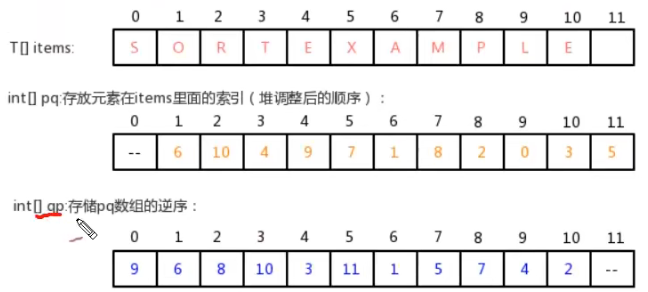 0 1 2 3 4 5 6 7 8 9 10 11
T[] items: S O R T E X A M P L E
int[] pq:存放元素在items里面的索引（堆调整后的顺序）：
0 1 2 3 4 5 6 7 8 9 10 11
-- 6 10 4 9 7 1 8 2 0 3 5
int[] qp:存储pq数组的逆序：
0 1 2 3 4 5 6 7 8 9 10 11
9 6 8 10 3 11 1 5 7 4 2 --